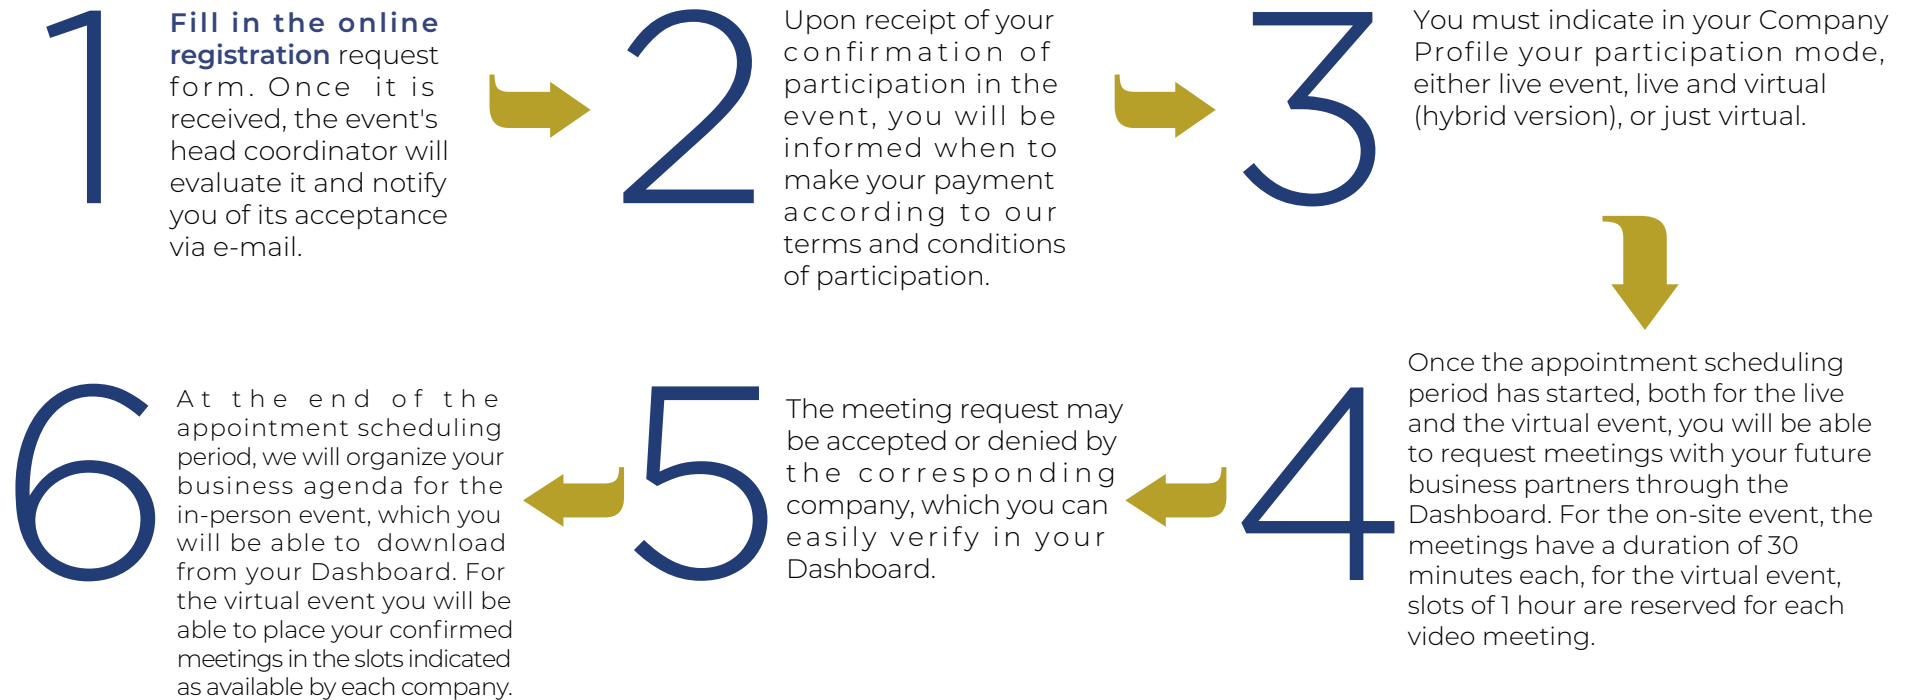 1
Fill in the online
registration request
form. Once it is
received, the event's
head coordinator will
evaluate it and notify
you of its acceptance
via e-mail.
2
Upon receipt of your
confirmation of
participation in the
event, you will be
informed when to
make your payment
according to our
terms and conditions
of participation.
3
You must indicate in your Company
Profile your participation mode,
either live event, live and virtual
(hybrid version), or just virtual.
4
Once the appointment scheduling
period has started, both for the live
and the virtual event, you will be able
to request meetings with your future
business partners through the
Dashboard. For the on-site event, the
meetings have a duration of 30
minutes each, for the virtual event,
slots of 1 hour are reserved for each
video meeting.
5
The meeting request may
be accepted or denied by
the corresponding
company, which you can
easily verify in your
Dashboard.
6
At the end of the
appointment scheduling
period, we will organize your
business agenda for the
in-person event, which you
will be able to download
from your Dashboard. For
the virtual event you will be
able to place your confirmed
meetings in the slots indicated
as available by each company.